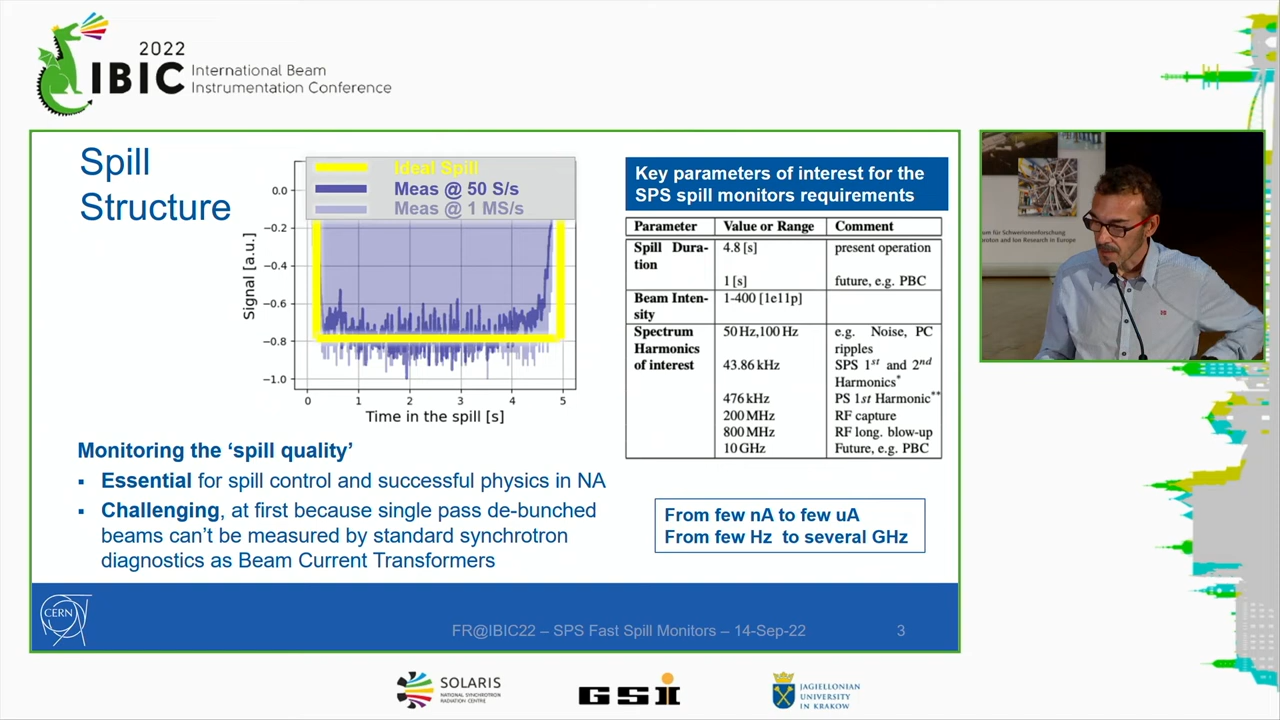 2022
IBIC
International Beam
Instrumentation Conference
Spill
Structure
Ideal Spill
Meas @ 50 S/s
Meas @ 1 MS/s
0.0
−0.2
−0.4
−0.6
−0.8
−1.0
Signal [a.u.]
0 1 2 3 4 5
Time in the spill [s]
Key parameters of interest for the
SPS spill monitors requirements
Parameter Value or Range Comment
Spill Dura-
tion
4.8 [s] present operation
1 [s] future, e.g. PBC
Beam Inten-
sity
1-400 [1e11p]
Spectrum
Harmonics
of interest
50 Hz,100 Hz e.g. Noise, PC
ripples
43.86 kHz SPS 1st and 2nd
Harmonics*
476 kHz PS 1st Harmonic**
200 MHz RF capture
800 MHz RF long. blow-up
10 GHz Future, e.g. PBC
Monitoring the ‘spill quality’
▪ Essential for spill control and successful physics in NA
▪ Challenging, at first because single pass de-bunched
beams can’t be measured by standard synchrotron
diagnostics as Beam Current Transformers
From few nA to few uA
From few Hz to several GHz
CERN
FR@IBIC22 – SPS Fast Spill Monitors – 14-Sep-22 3
SOLARIS
NATIONAL SYNCHROTRON
RADIATION CENTRE
GSI
JAGIELLONIAN
UNIVERSITY
IN KRAKOW